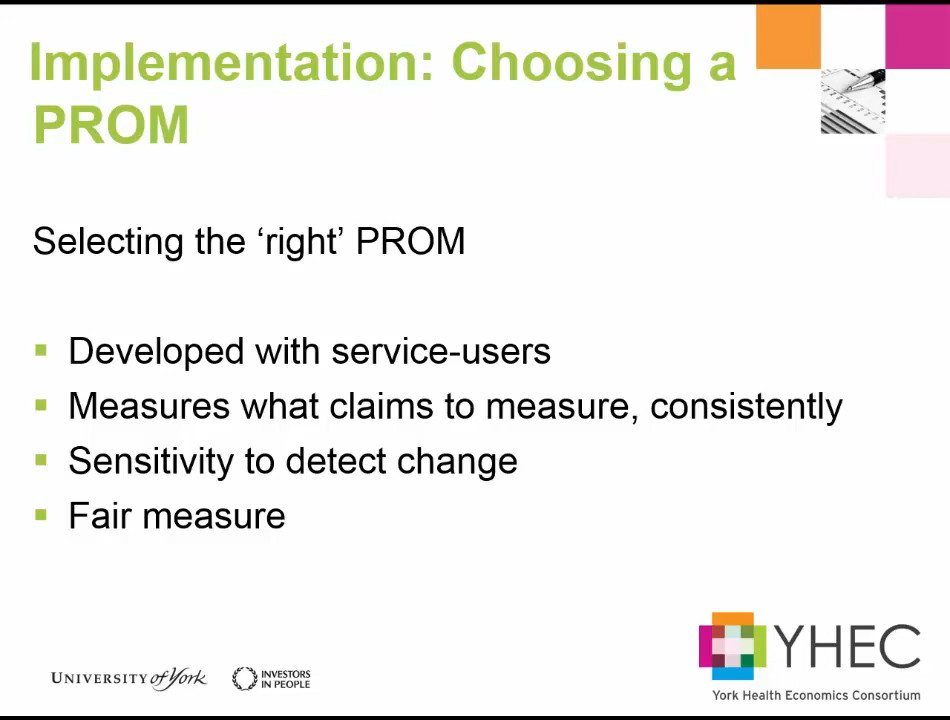 Implementation: Choosing a
PROM
Selecting the ‘right’ PROM
Developed with service-users
Measures what claims to measure, consistently
Sensitivity to detect change
Fair measure
UNIVERSITY of York
INVESTORS
IN PEOPLE
YHEC
York Health Economics Consortium